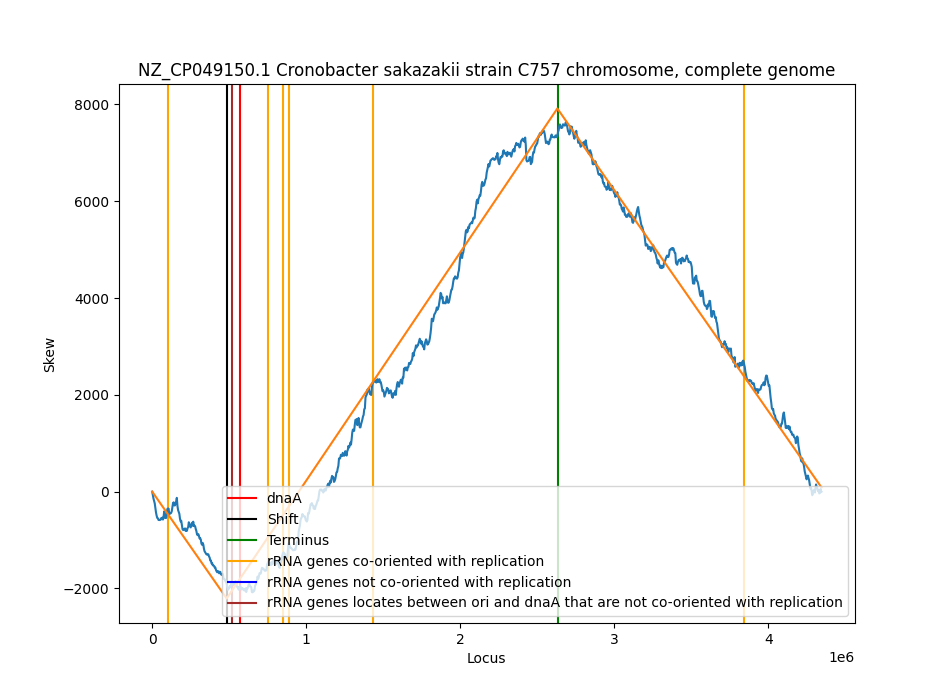 NZ_CP049150.1 Cronobacter sakazakii strain C757 chromosome, complete genome
8000
6000
4000
2000
0
−2000
Skew
dnaA
Shift
Terminus
rRNA genes co-oriented with replication
rRNA genes not co-oriented with replication
rRNA genes locates between ori and dnaA that are not co-oriented with replication
0 1 2 3 4
1e6
Locus